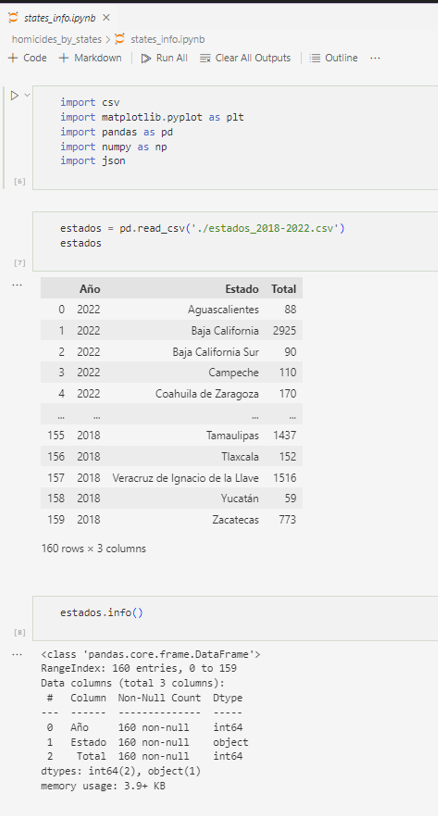 states_info.ipynb ×
homicides_by_states > states_info.ipynb
+ Code + Markdown Run All Clear All Outputs Outline ...
import csv
import matplotlib.pyplot as plt
import pandas as pd
import numpy as np
import json
[6]
estados = pd.read_csv('./estados_2018-2022.csv')
estados
[7]
...
Año Estado Total
0 2022 Aguascalientes 88
1 2022 Baja California 2925
2 2022 Baja California Sur 90
3 2022 Campeche 110
4 2022 Coahuila de Zaragoza 170
... ... ... ...
155 2018 Tamaulipas 1437
156 2018 Tlaxcala 152
157 2018 Veracruz de Ignacio de la Llave 1516
158 2018 Yucatán 59
159 2018 Zacatecas 773
160 rows × 3 columns
estados.info()
[8]
...
<class 'pandas.core.frame.DataFrame'>
RangeIndex: 160 entries, 0 to 159
Data columns (total 3 columns):
 #   Column  Non-Null Count  Dtype
---  ------  --------------  -----
 0   Año     160 non-null    int64
 1   Estado  160 non-null    object
 2    Total  160 non-null    int64
dtypes: int64(2), object(1)
memory usage: 3.9+ KB